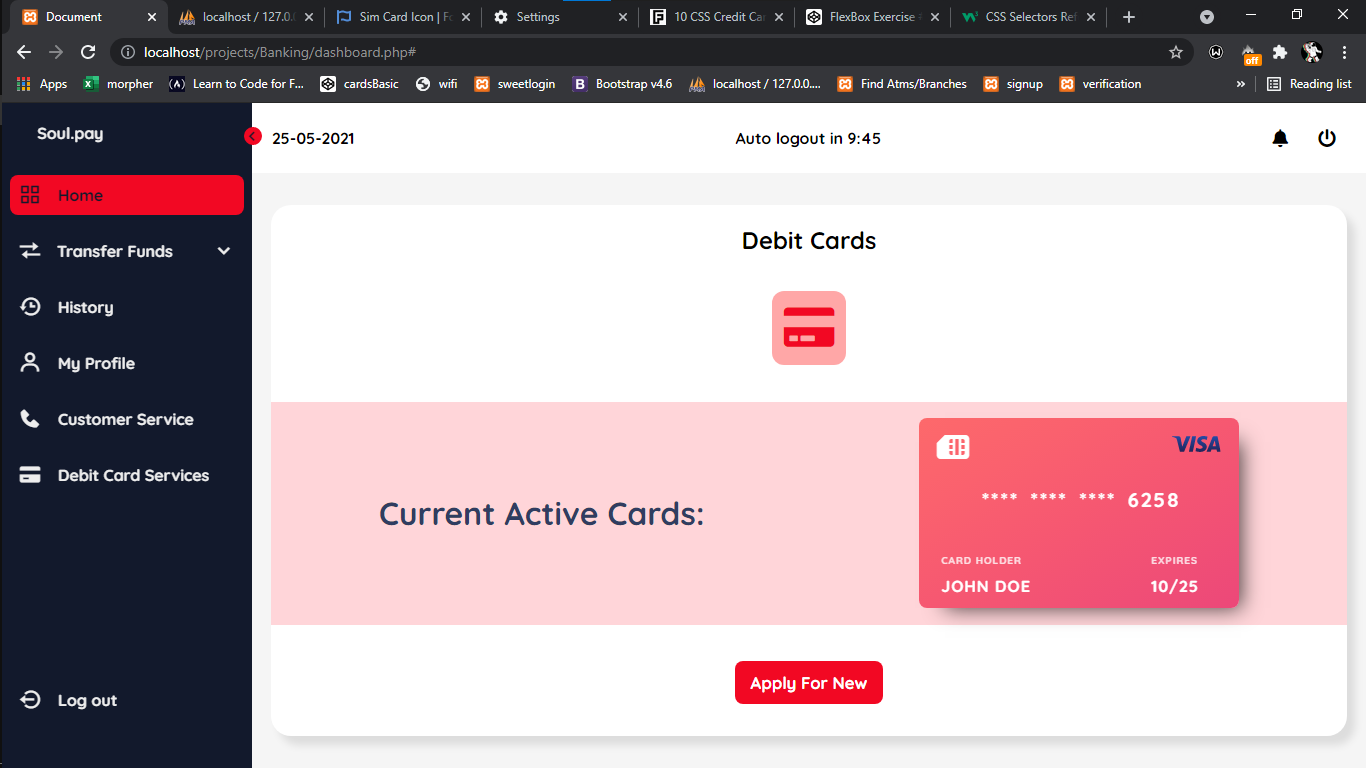 Document
localhost / 127.0.
Sim Card Icon | F
Settings
10 CSS Credit Car
FlexBox Exercise
CSS Selectors Ref
localhost/projects/Banking/dashboard.php#
off
Apps
morpher
Learn to Code for F...
cardsBasic
wifi
sweetlogin
B
Bootstrap v4.6
localhost / 127.0.0....
Find Atms/Branches
signup
verification
»
Reading list
Soul.pay
25-05-2021
Auto logout in 9:45
Home
Transfer Funds
History
My Profile
Customer Service
Debit Card Services
Log out
Debit Cards
Current Active Cards:
VISA
**** **** **** 6258
CARD HOLDER
EXPIRES
JOHN DOE
10/25
Apply For New